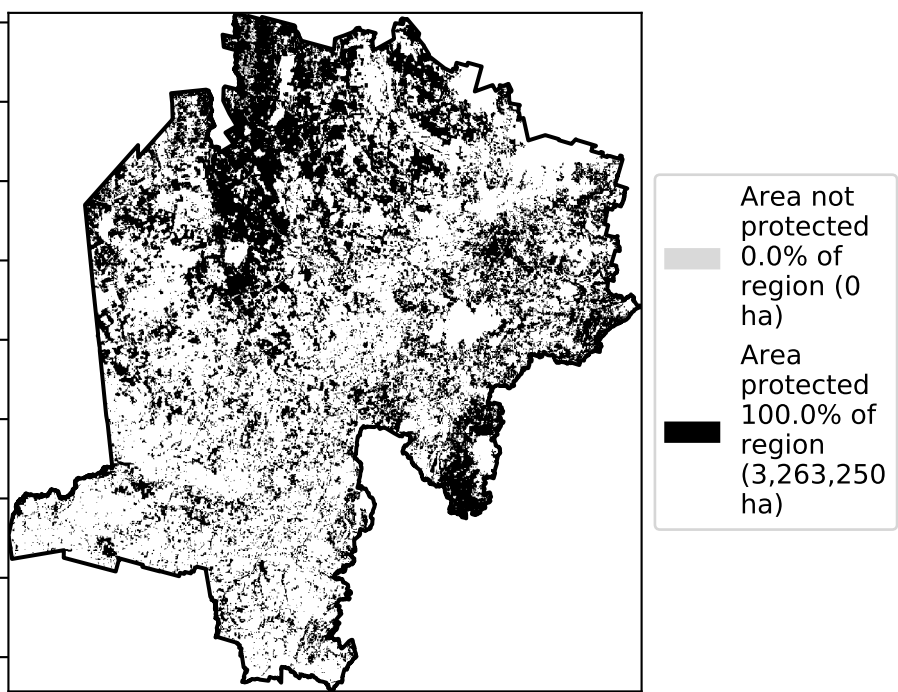 Area not
protected
0.0% of
region (0
ha)
Area
protected
100.0% of
region
(3,263,250
ha)